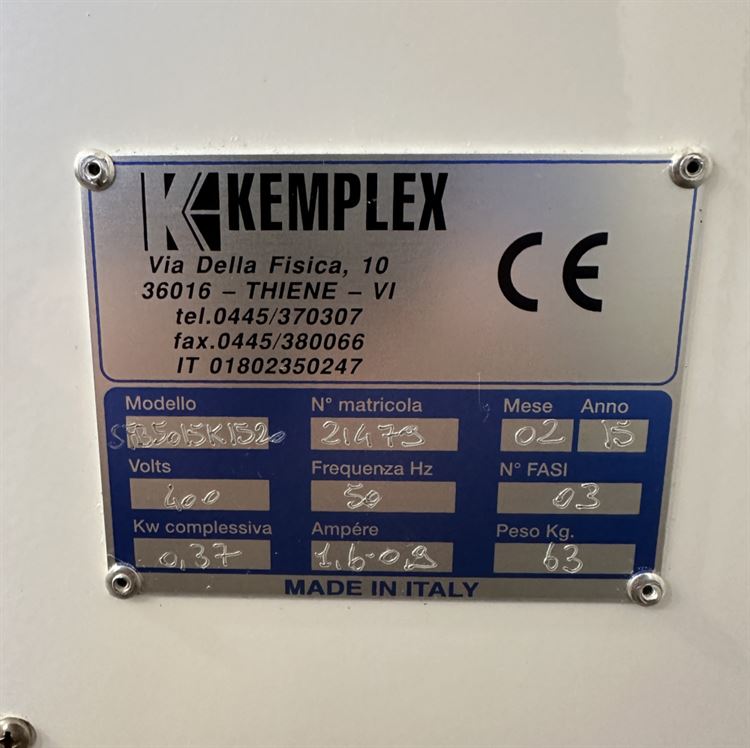 KEMPLEX
Via Della Fisica, 10
36016 – THIENE – VI
tel.0445/370307
fax.0445/380066
IT 01802350247
CE
Modello N° matricola Mese Anno
21479 02 15
Volts Frequenza Hz N° FASI
400 50 03
Kw complessiva Ampére Peso Kg.
0,37 1,6-0,9 63
MADE IN ITALY